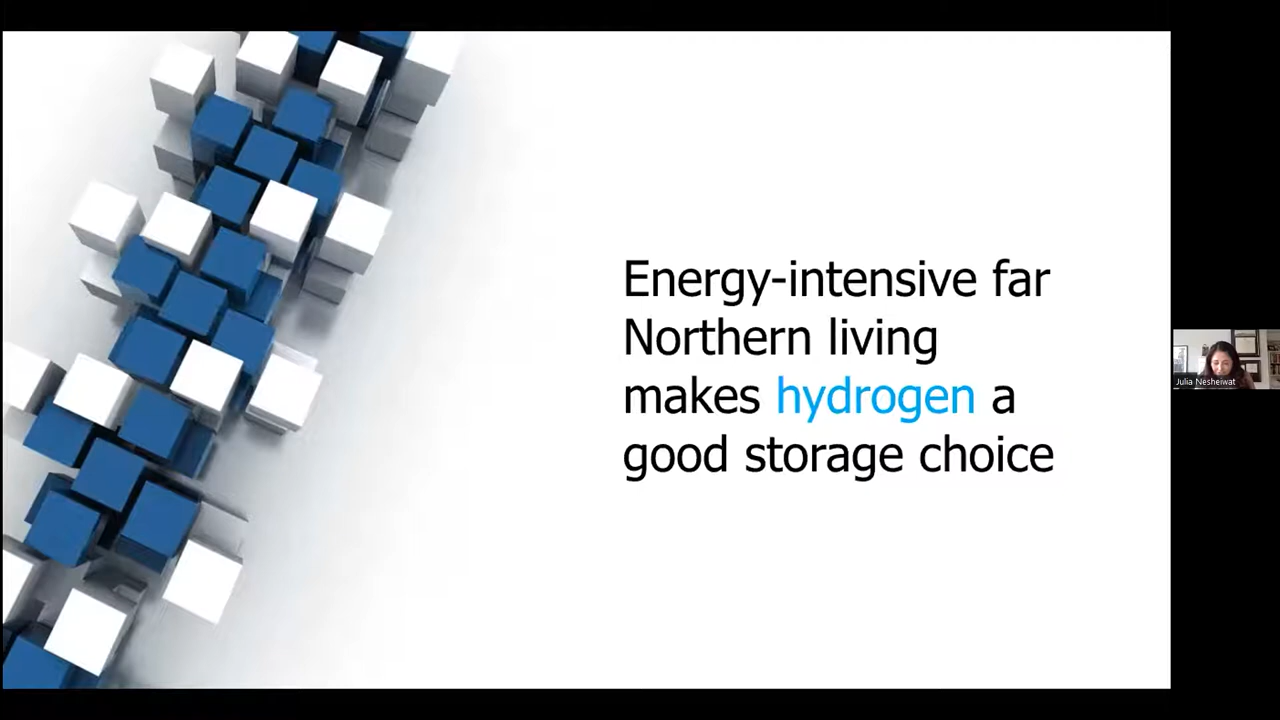 Energy-intensive far
Northern living
makes hydrogen a
good storage choice
Julia Nesheiwat